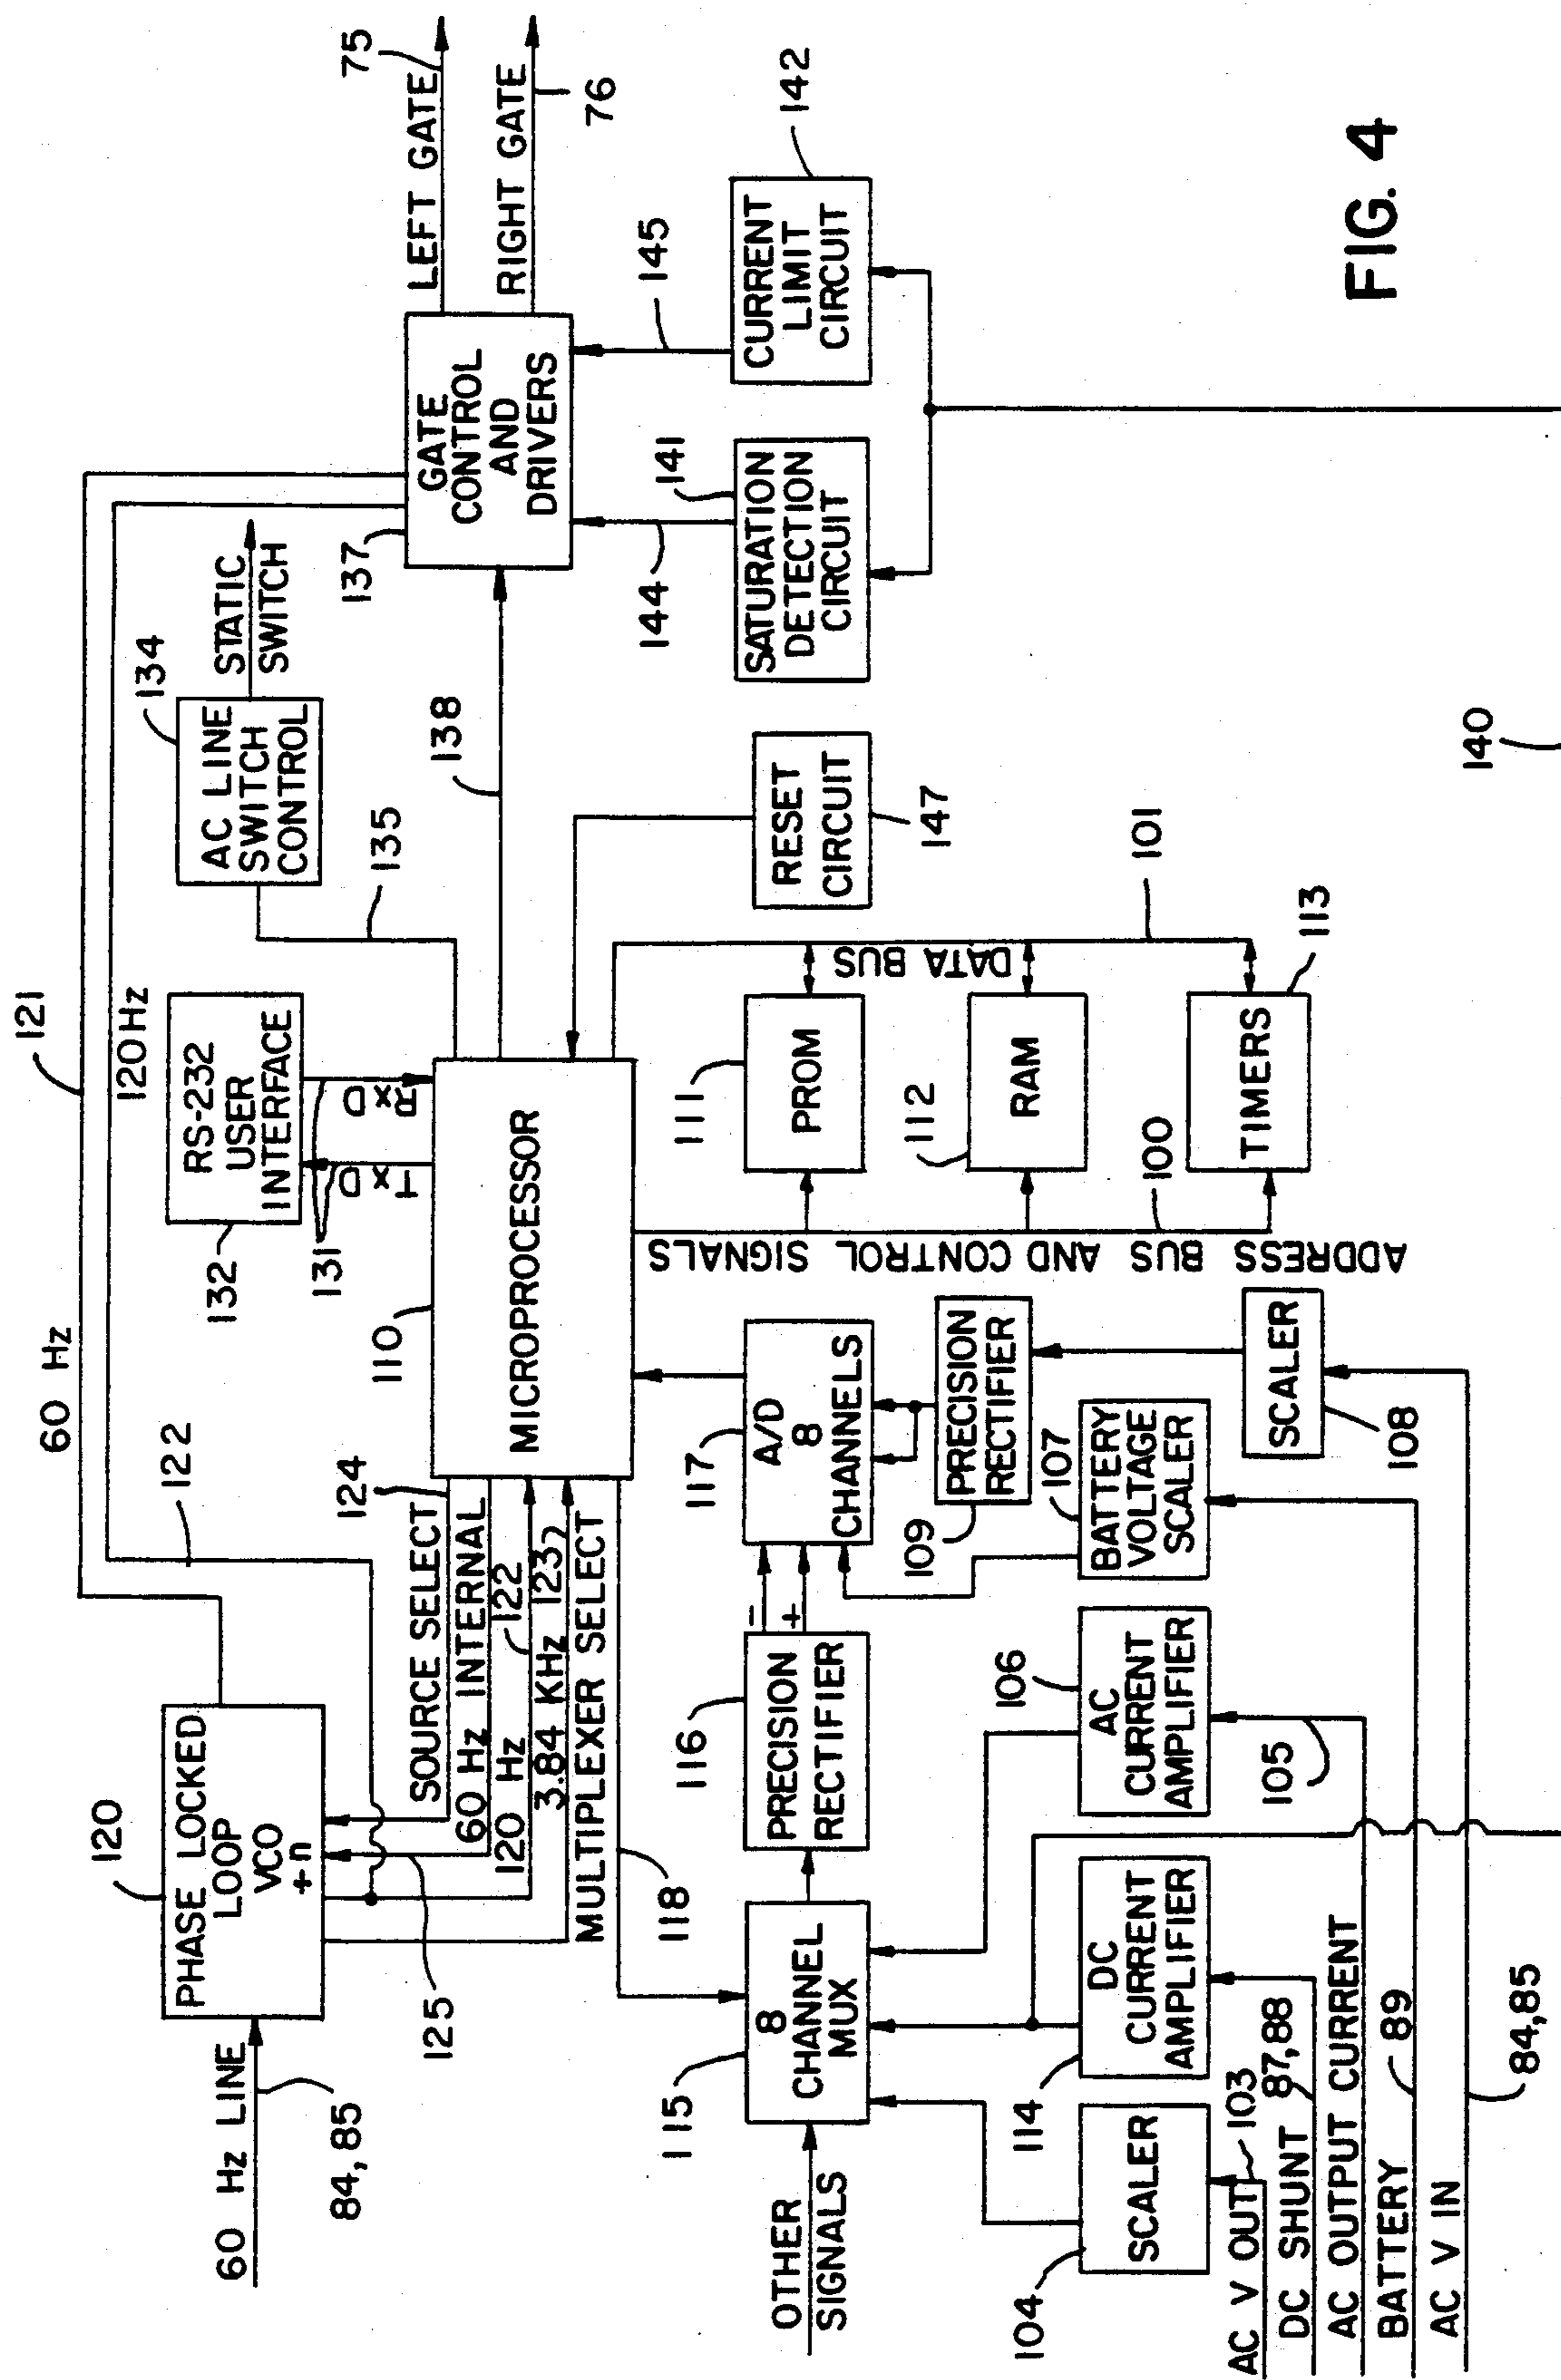 121
60 Hz
122
120 Hz
120
PHASE LOCKED
LOOP
VCO
÷n
60 Hz LINE
84, 85
SOURCE SELECT
124
60 Hz INTERNAL
120 Hz
122
3.84 KHz
123
MULTIPLEXER SELECT
125
118
132
RS-232
USER
INTERFACE
131
TxD
RxD
134
AC LINE
SWITCH
CONTROL
STATIC
SWITCH
135
110
MICROPROCESSOR
138
137
GATE
CONTROL
AND
DRIVERS
LEFT GATE
75
RIGHT GATE
76
144
145
141
SATURATION
DETECTION
CIRCUIT
CURRENT
LIMIT
CIRCUIT
142
RESET
CIRCUIT
147
OTHER
SIGNALS
115
8
CHANNEL
MUX
116
PRECISION
RECTIFIER
−
+
117
A/D
8
CHANNELS
109
PRECISION
RECTIFIER
111
PROM
112
RAM
TIMERS
113
DATA BUS
101
100
ADDRESS BUS AND CONTROL SIGNALS
104
SCALER
114
DC
CURRENT
AMPLIFIER
106
AC
CURRENT
AMPLIFIER
107
BATTERY
VOLTAGE
SCALER
SCALER
108
AC V OUT
103
DC SHUNT
87, 88
AC OUTPUT CURRENT
105
BATTERY
89
AC V IN
84, 85
140
FIG. 4